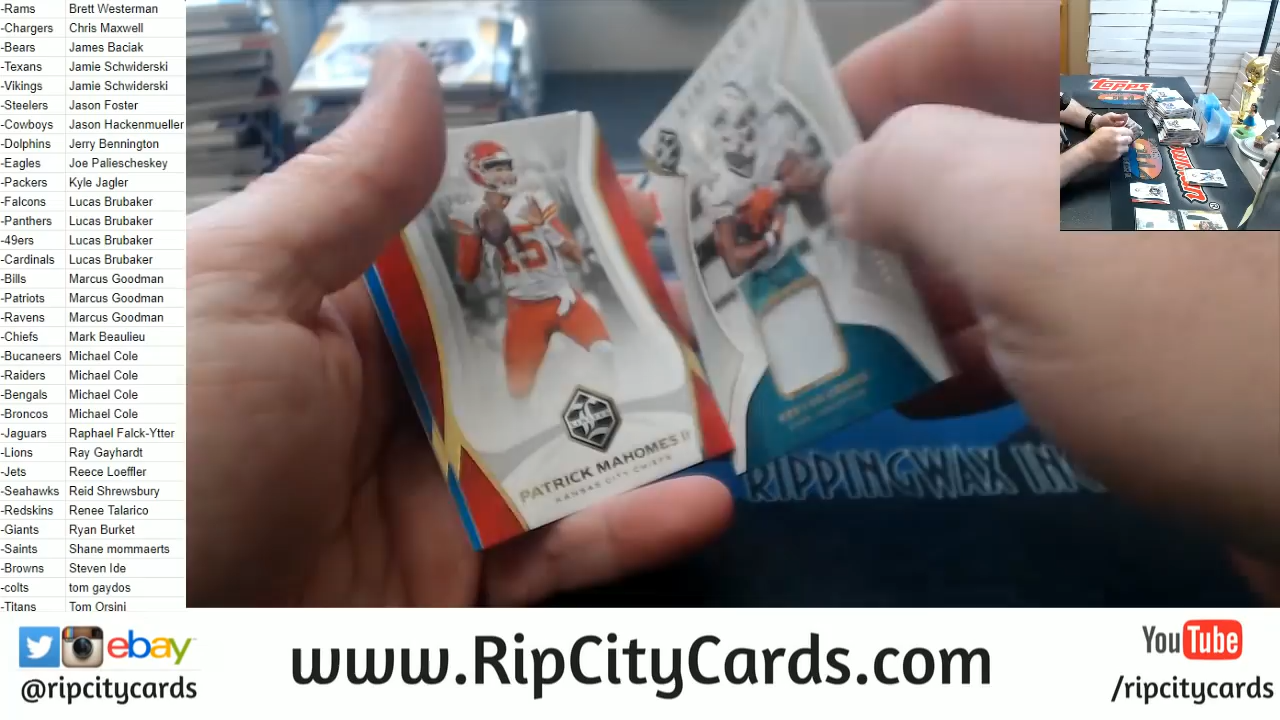 -Rams Brett Westerman
-Chargers Chris Maxwell
-Bears James Baciak
-Texans Jamie Schwiderski
-Vikings Jamie Schwiderski
-Steelers Jason Foster
-Cowboys Jason Hackenmueller
-Dolphins Jerry Bennington
-Eagles Joe Paliescheskey
-Packers Kyle Jagler
-Falcons Lucas Brubaker
-Panthers Lucas Brubaker
-49ers Lucas Brubaker
-Cardinals Lucas Brubaker
-Bills Marcus Goodman
-Patriots Marcus Goodman
-Ravens Marcus Goodman
-Chiefs Mark Beaulieu
-Bucaneers Michael Cole
-Raiders Michael Cole
-Bengals Michael Cole
-Broncos Michael Cole
-Jaguars Raphael Falck-Ytter
-Lions Ray Gayhardt
-Jets Reece Loeffler
-Seahawks Reid Shrewsbury
-Redskins Renee Talarico
-Giants Ryan Burket
-Saints Shane mommaerts
-Browns Steven Ide
-colts tom gaydos
-Titans Tom Orsini
15
PATRICK MAHOMES II
KANSAS CITY CHIEFS
RIPPINGWAX
TOPPS
ebay
@ripcitycards
www.RipCityCards.com
YouTube
/ripcitycards